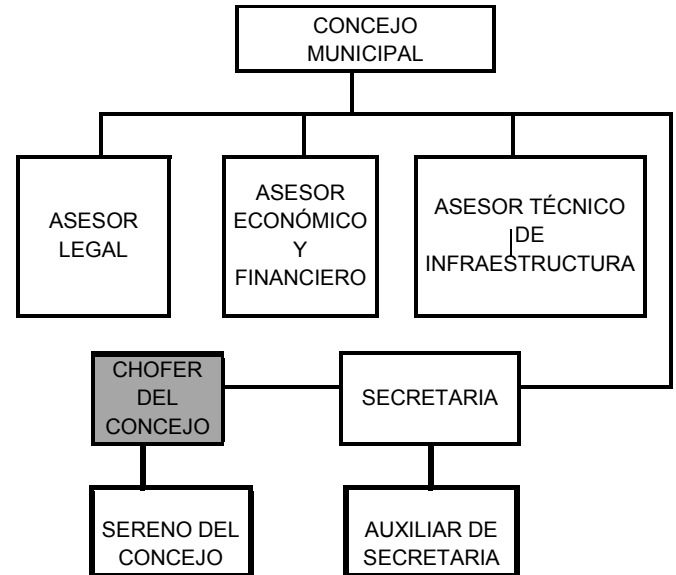 CONCEJO
MUNICIPAL
ASESOR
LEGAL
ASESOR
ECONÓMICO
Y
FINANCIERO
ASESOR TÉCNICO
DE
INFRAESTRUCTURA
CHOFER
DEL
CONCEJO
SECRETARIA
SERENO DEL
CONCEJO
AUXILIAR DE
SECRETARIA